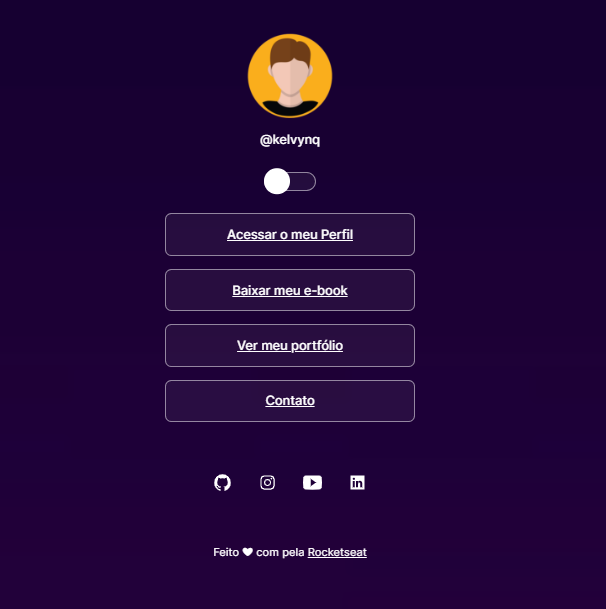 @kelvynq
Acessar o meu Perfil
Baixar meu e-book
Ver meu portfólio
Contato
Feito ♥ com pela Rocketseat